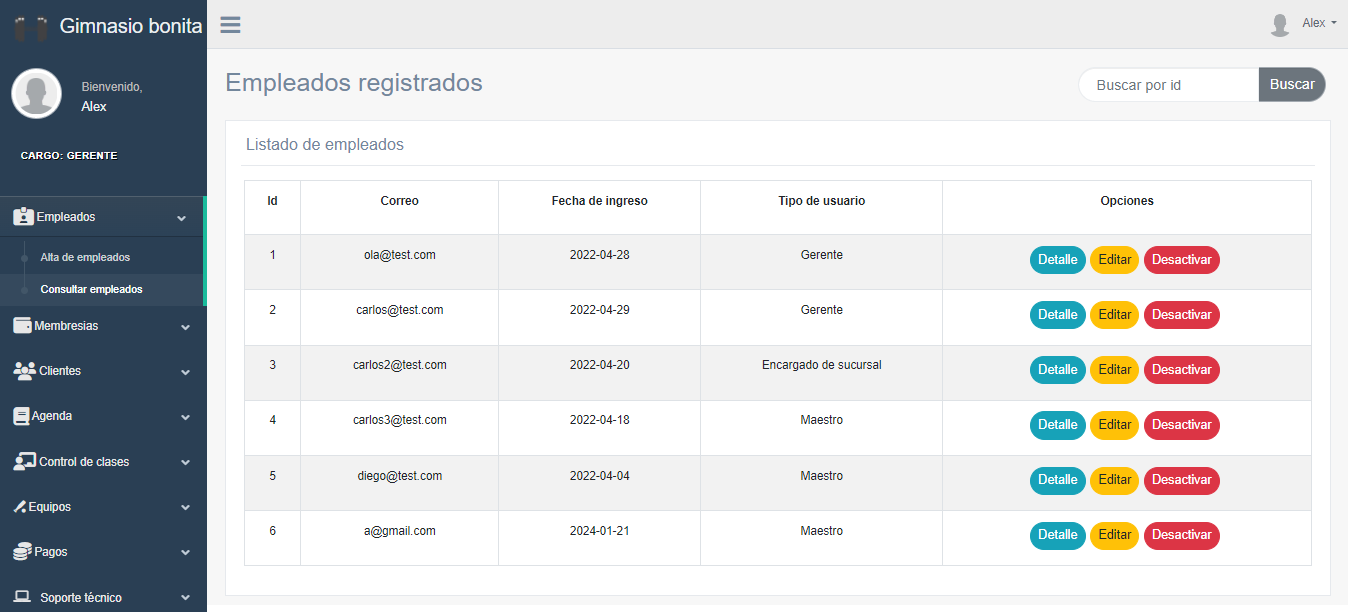 Gimnasio bonita
Alex
Bienvenido,
Alex
CARGO: GERENTE
Empleados
Alta de empleados
Consultar empleados
Membresias
Clientes
Agenda
Control de clases
Equipos
Pagos
Soporte técnico
Empleados registrados
Buscar por id Buscar
Listado de empleados
Id Correo Fecha de ingreso Tipo de usuario Opciones
1 ola@test.com 2022-04-28 Gerente Detalle Editar Desactivar
2 carlos@test.com 2022-04-29 Gerente Detalle Editar Desactivar
3 carlos2@test.com 2022-04-20 Encargado de sucursal Detalle Editar Desactivar
4 carlos3@test.com 2022-04-18 Maestro Detalle Editar Desactivar
5 diego@test.com 2022-04-04 Maestro Detalle Editar Desactivar
6 a@gmail.com 2024-01-21 Maestro Detalle Editar Desactivar